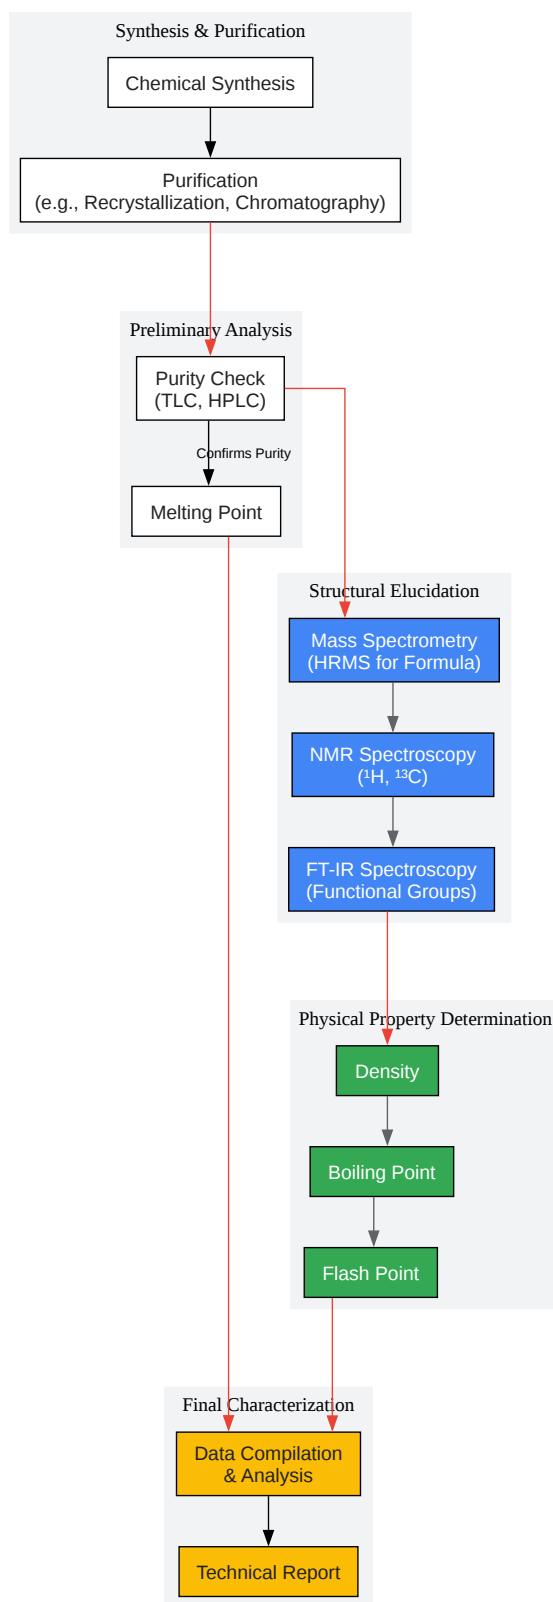 Synthesis & Purification
Chemical Synthesis
Purification
(e.g., Recrystallization, Chromatography)
Preliminary Analysis
Purity Check
(TLC, HPLC)
Confirms Purity
Melting Point
Structural Elucidation
Mass Spectrometry
(HRMS for Formula)
NMR Spectroscopy
(¹H, ¹³C)
FT-IR Spectroscopy
(Functional Groups)
Physical Property Determination
Density
Boiling Point
Flash Point
Final Characterization
Data Compilation
& Analysis
Technical Report